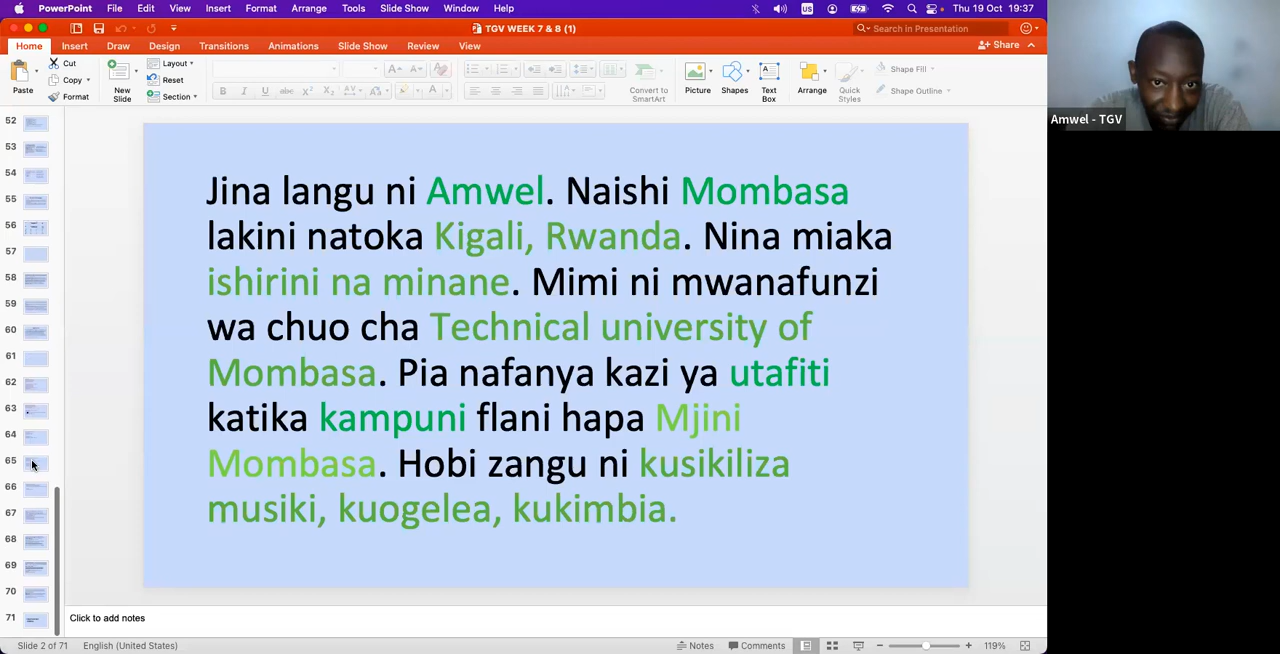 PowerPoint File Edit View Insert Format Arrange Tools Slide Show Window Help US Thu 19 Oct 19:37
TGV WEEK 7 & 8 (1) Search in Presentation
Home Insert Draw Design Transitions Animations Slide Show Review View Share
Paste Cut Copy Format New Slide Layout Reset Section Convert to SmartArt Picture Shapes Text Box Arrange Quick Styles Shape Fill Shape Outline
Amwel - TGV
52
53
54
55
56
57
58
59
60
61
62
63
64
65
66
67
68
69
70
71
Jina langu ni Amwel. Naishi Mombasa
lakini natoka Kigali, Rwanda. Nina miaka
ishirini na minane. Mimi ni mwanafunzi
wa chuo cha Technical university of
Mombasa. Pia nafanya kazi ya utafiti
katika kampuni flani hapa Mjini
Mombasa. Hobi zangu ni kusikiliza
musiki, kuogelea, kukimbia.
Click to add notes
Slide 2 of 71 English (United States) Notes Comments 119%